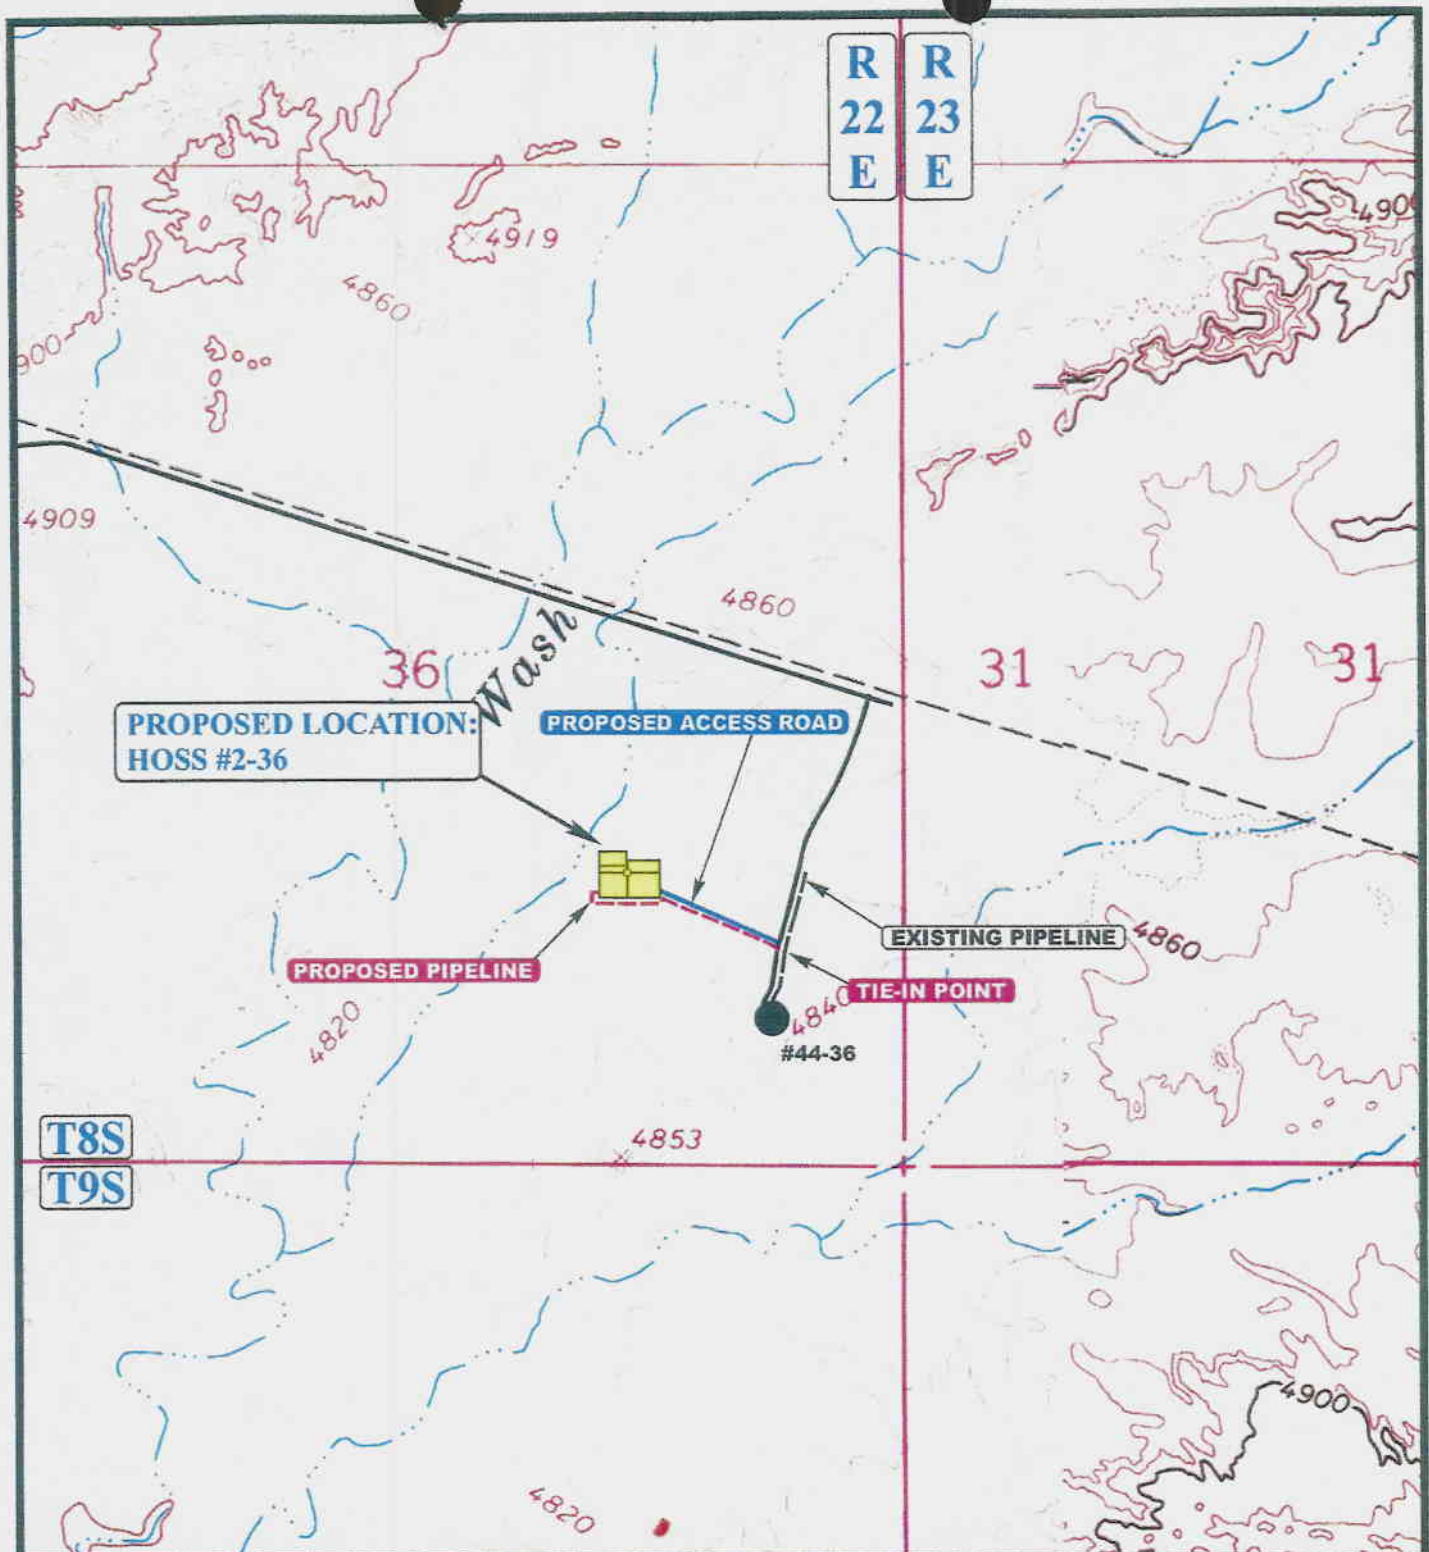 R R
22 23
E E
4900
4919
4860
900
4909
4860
36
Wash
31
31
PROPOSED LOCATION:
HOSS #2-36
PROPOSED ACCESS ROAD
EXISTING PIPELINE
4860
PROPOSED PIPELINE
TIE-IN POINT
4840
4820
#44-36
T8S
4853
T9S
4900
4820